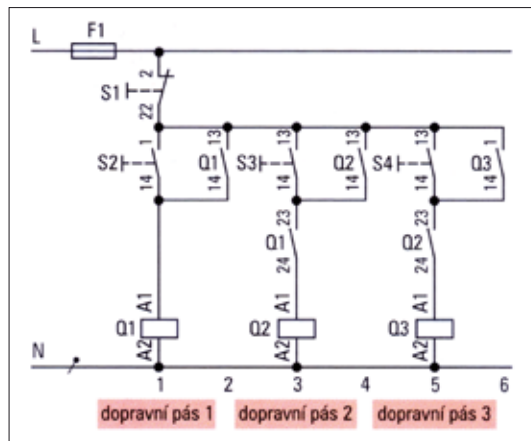 L F1
2
S1
22
S2 1 14
Q1 13 14
S3 13 14
Q2 13 14
S4 13 14
Q3 1 14
Q1 23 24
Q2 23 24
Q1 A1 A2
Q2 A1 A2
Q3 A1 A2
N
1 2 3 4 5 6
dopravní pás 1 dopravní pás 2 dopravní pás 3